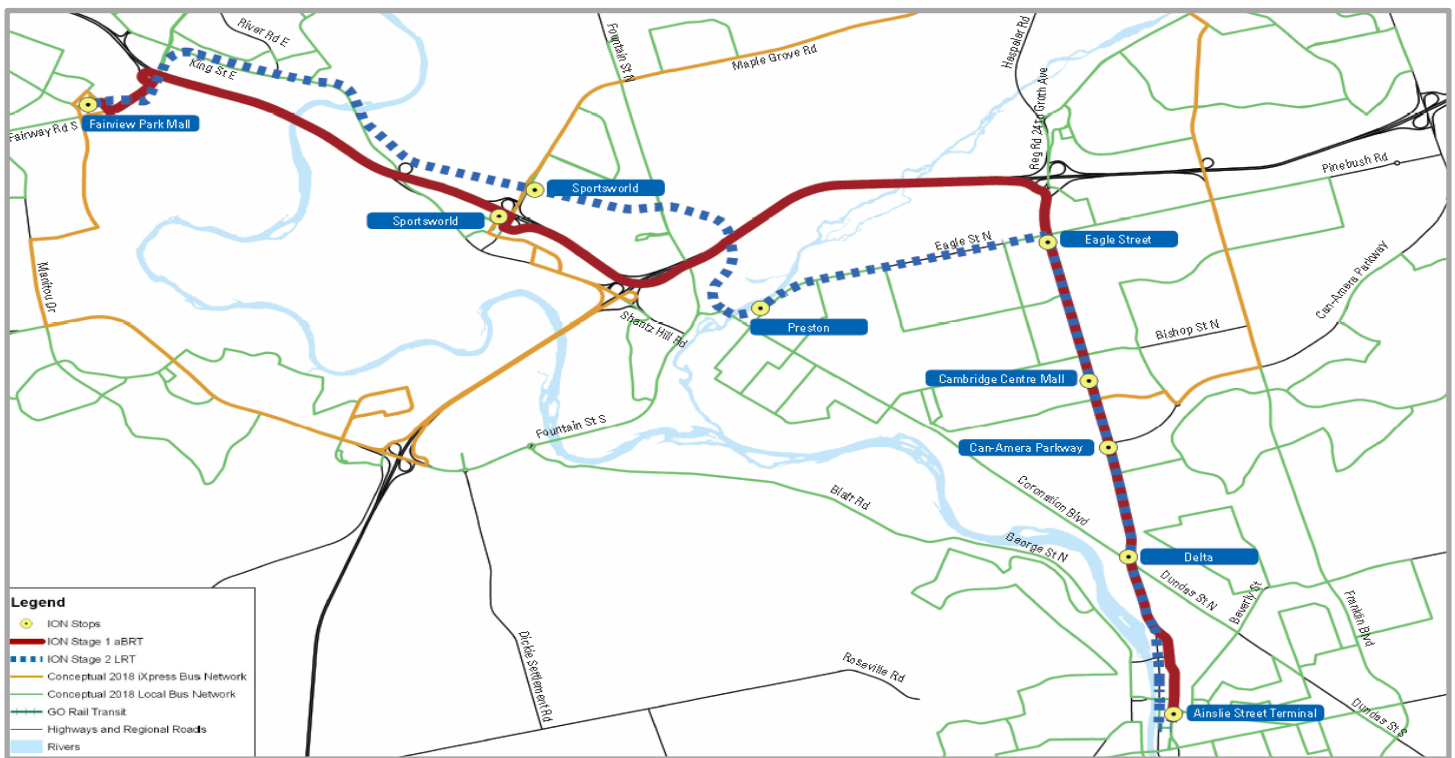 River Rd E
King St E
Fountain St N
Maple Grove Rd
Hespeler Rd
Reg Rd 24 to Groh Ave
Fairview Park Mall
Fairway Rd S
Pinebush Rd
Sportsworld
Sportsworld
Eagle Street
Eagle St N
Manitou Dr
Can-Amera Parkway
Shantz Hill Rd
Preston
Bishop St N
Cambridge Centre Mall
Fountain St S
Can-Amera Parkway
Blair Rd
Coronation Blvd
George St N
Delta
Dundas St N
Beverly St
Franklin Blvd
Dickie Settlement Rd
Roseville Rd
Ainslie Street Terminal
Dundas St S
Legend
ION Stops
ION Stage 1 aBRT
ION Stage 2 LRT
Conceptual 2018 iXpress Bus Network
Conceptual 2018 Local Bus Network
GO Rail Transit
Highways and Regional Roads
Rivers